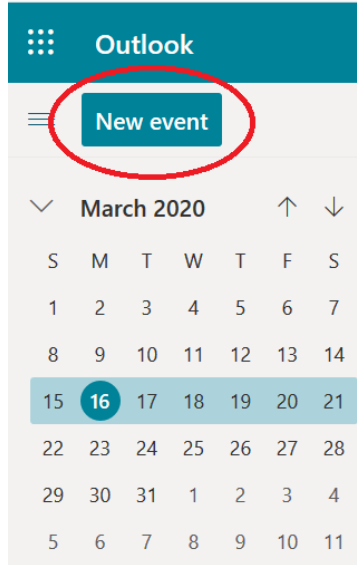 Outlook
New event
March 2020
S M T W T F S
1 2 3 4 5 6 7
8 9 10 11 12 13 14
15 16 17 18 19 20 21
22 23 24 25 26 27 28
29 30 31 1 2 3 4
5 6 7 8 9 10 11